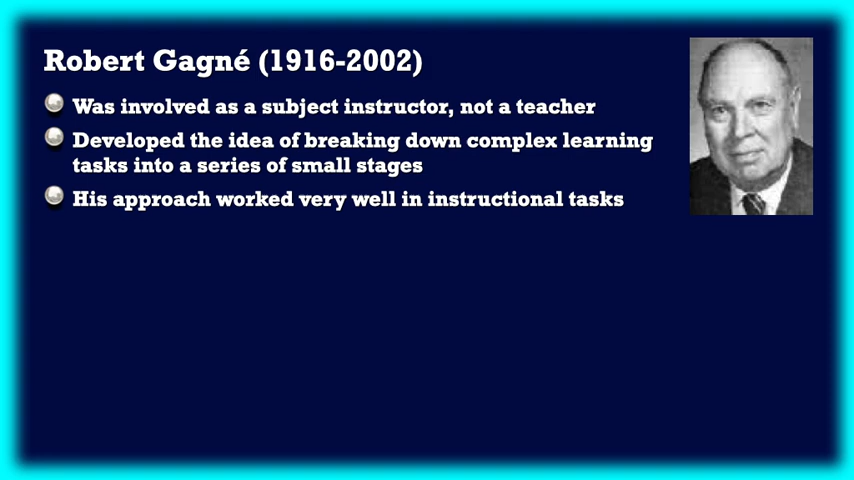 Robert Gagné (1916-2002)
Was involved as a subject instructor, not a teacher
Developed the idea of breaking down complex learning
tasks into a series of small stages
His approach worked very well in instructional tasks